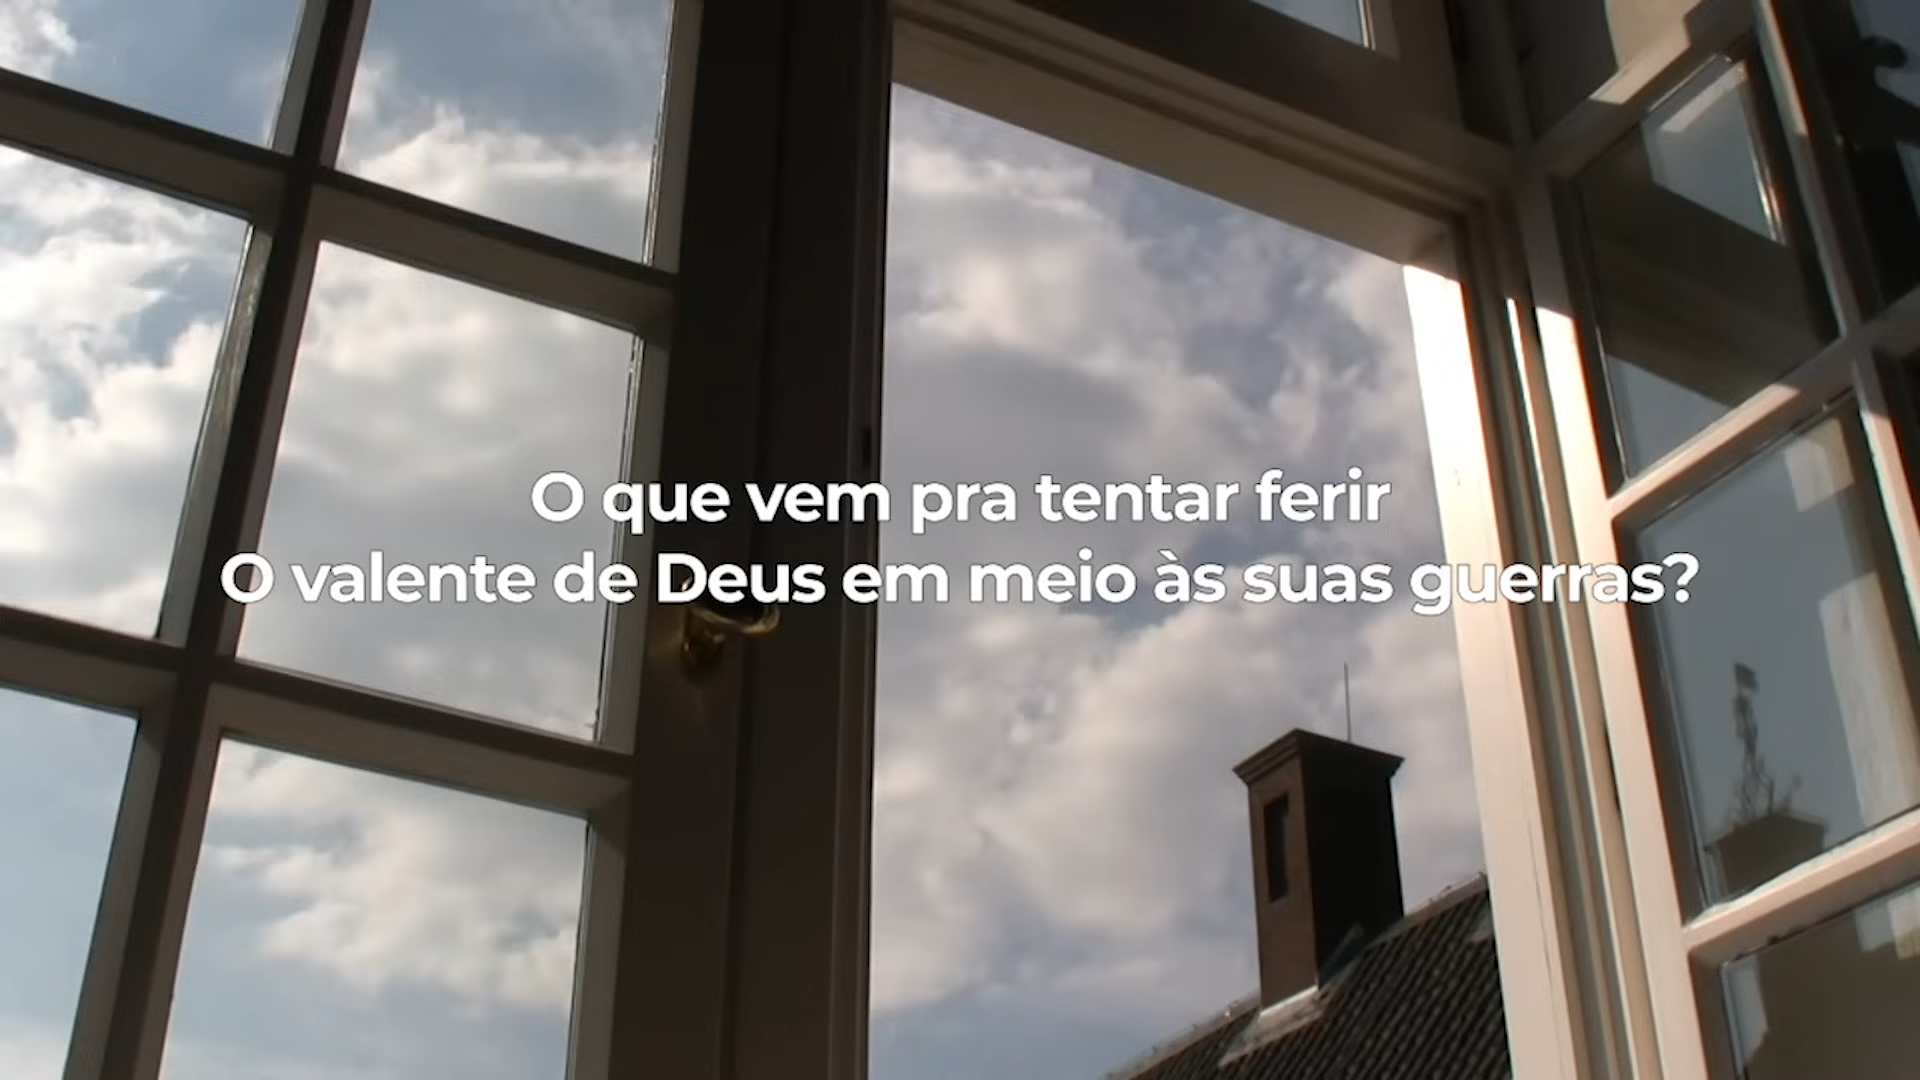 O que vem pra tentar ferir
O valente de Deus em meio às suas guerras?